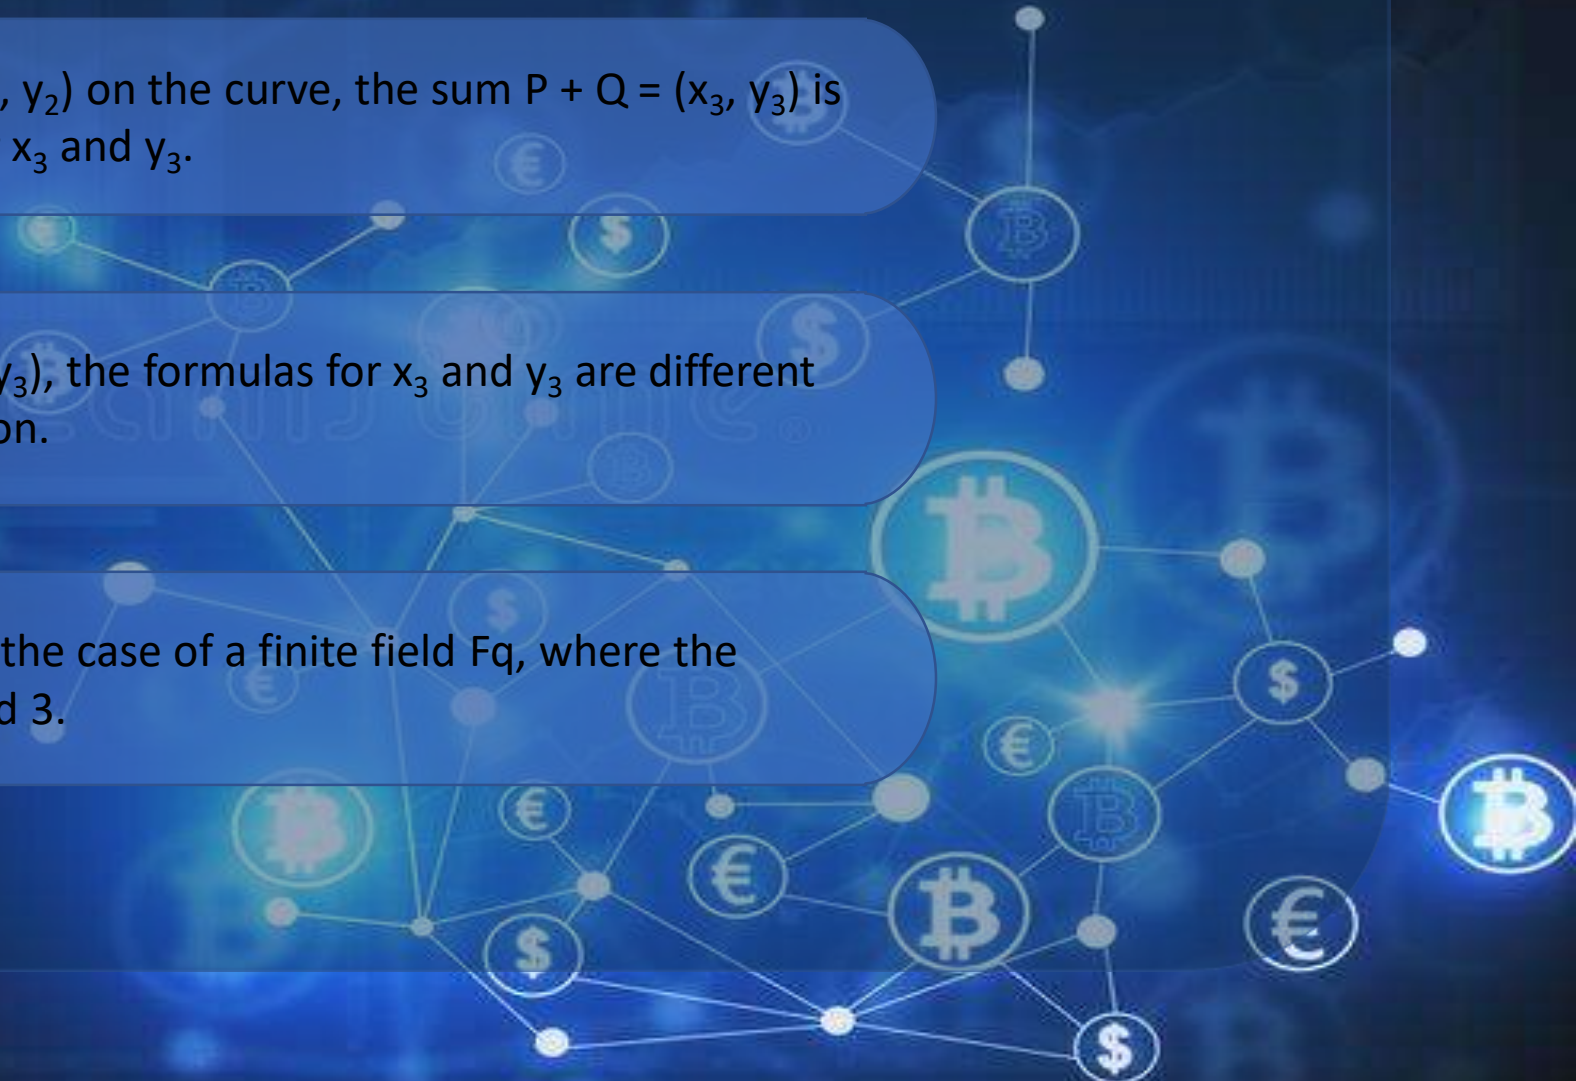 , y₂) on the curve, the sum P + Q = (x₃, y₃) is
x₃ and y₃.
y₃), the formulas for x₃ and y₃ are different
on.
the case of a finite field Fq, where the
d 3.